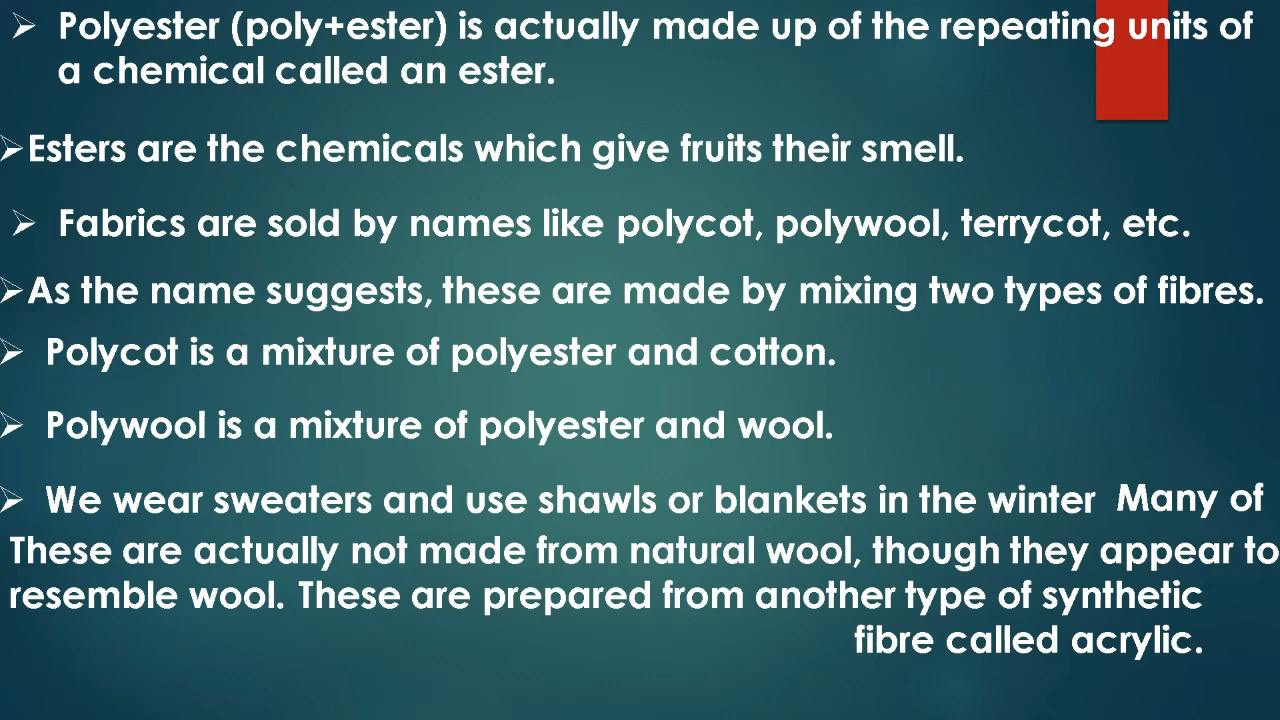 Polyester (poly+ester) is actually made up of the repeating units of
a chemical called an ester.
Esters are the chemicals which give fruits their smell.
Fabrics are sold by names like polycot, polywool, terrycot, etc.
As the name suggests, these are made by mixing two types of fibres.
Polycot is a mixture of polyester and cotton.
Polywool is a mixture of polyester and wool.
We wear sweaters and use shawls or blankets in the winter Many of
These are actually not made from natural wool, though they appear to
resemble wool. These are prepared from another type of synthetic
fibre called acrylic.